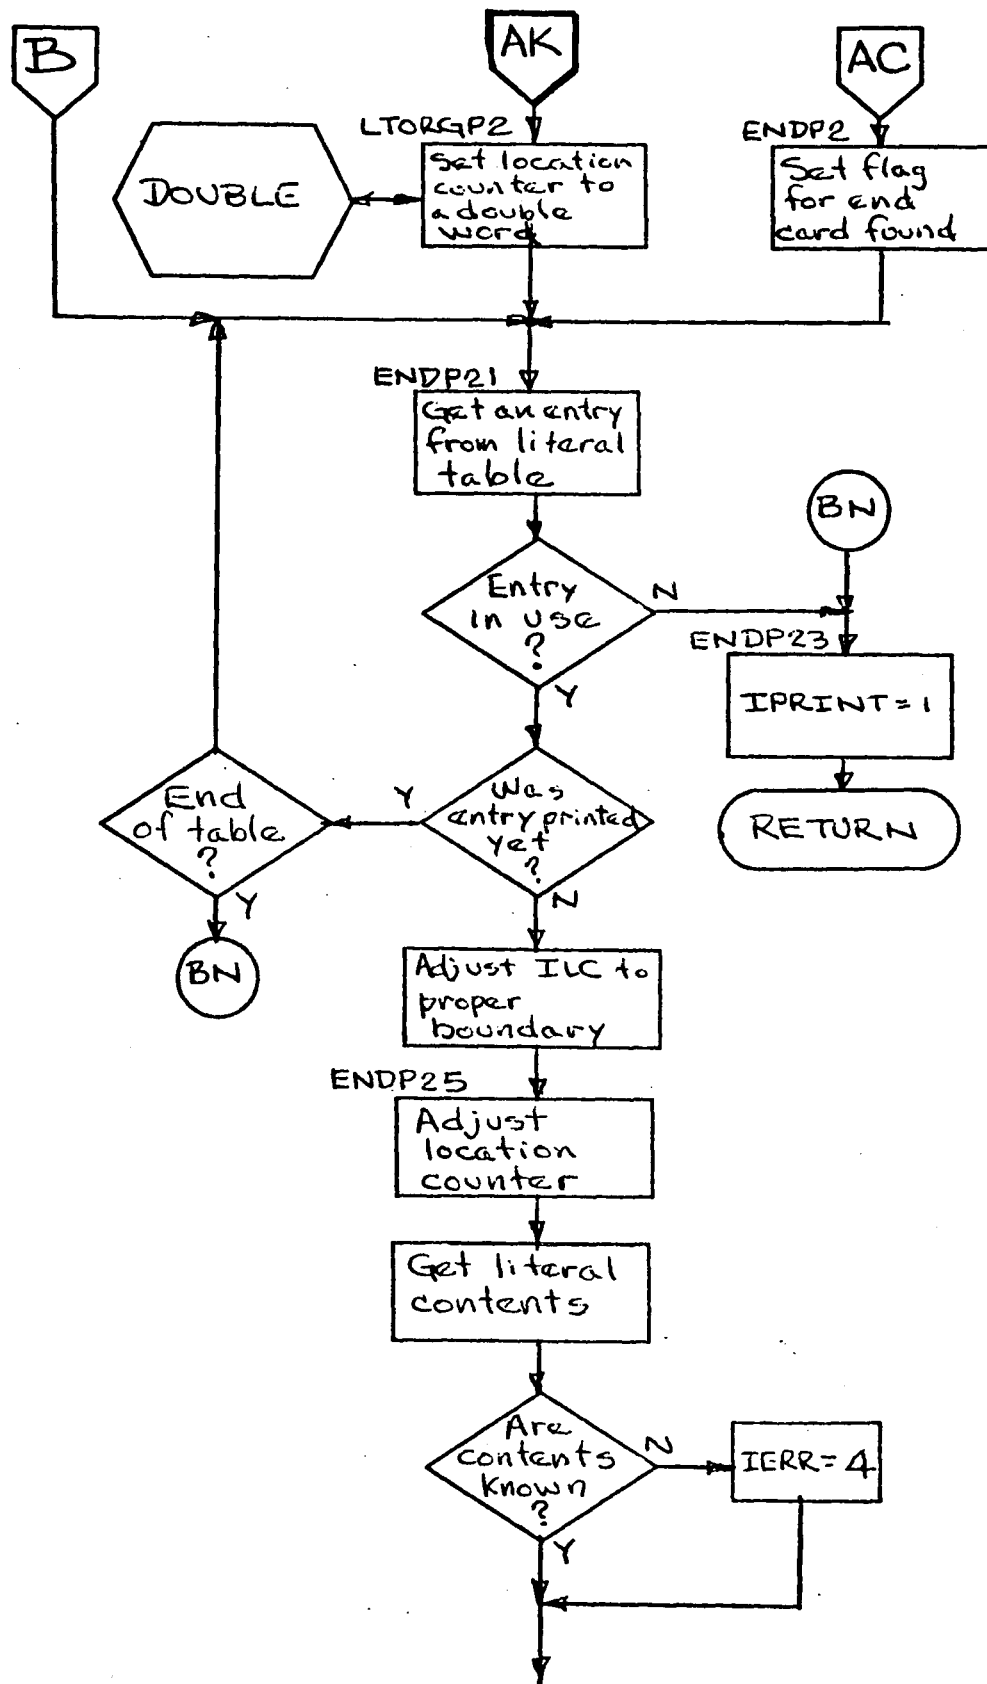 B
AK
AC
LTORGP2
ENDP2
DOUBLE
Set location
counter to
a double
word
Set flag
for end
card found
ENDP21
Get an entry
from literal
table
BN
Entry
in use
?
N
Y
ENDP23
IPRINT = 1
RETURN
Was
entry printed
yet
?
Y
N
End
of table
?
Y
BN
Adjust ILC to
proper
boundary
ENDP25
Adjust
location
counter
Get literal
contents
Are
contents
known
?
N
Y
IERR = 4